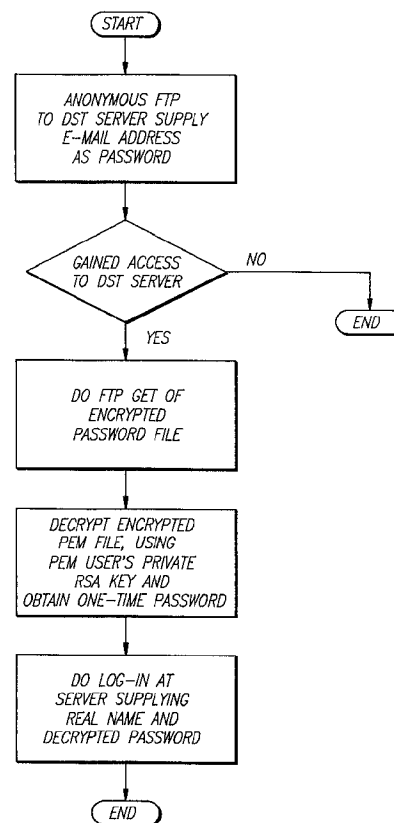 START
ANONYMOUS FTP
TO DST SERVER SUPPLY
E-MAIL ADDRESS
AS PASSWORD
GAINED ACCESS
TO DST SERVER
NO
END
YES
DO FTP GET OF
ENCRYPTED
PASSWORD FILE
DECRYPT ENCRYPTED
PEM FILE, USING
PEM USER'S PRIVATE
RSA KEY AND
OBTAIN ONE-TIME PASSWORD
DO LOG-IN AT
SERVER SUPPLYING
REAL NAME AND
DECRYPTED PASSWORD
END